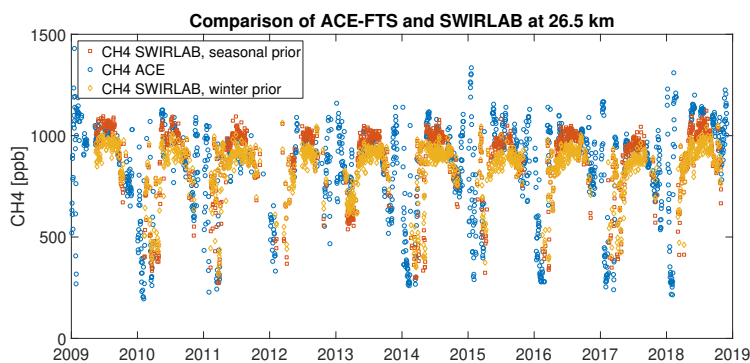 Comparison of ACE-FTS and SWIRLAB at 26.5 km
1500
CH4 SWIRLAB, seasonal prior
CH4 ACE
CH4 SWIRLAB, winter prior
1000
CH4 [ppb]
500
0
2009 2010 2011 2012 2013 2014 2015 2016 2017 2018 2019